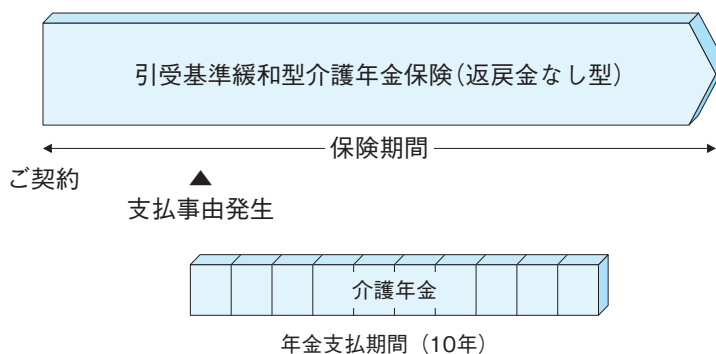 引受基準緩和型介護年金保険（返戻金なし型）
保険期間
ご契約
支払事由発生
介護年金
年金支払期間（10年）